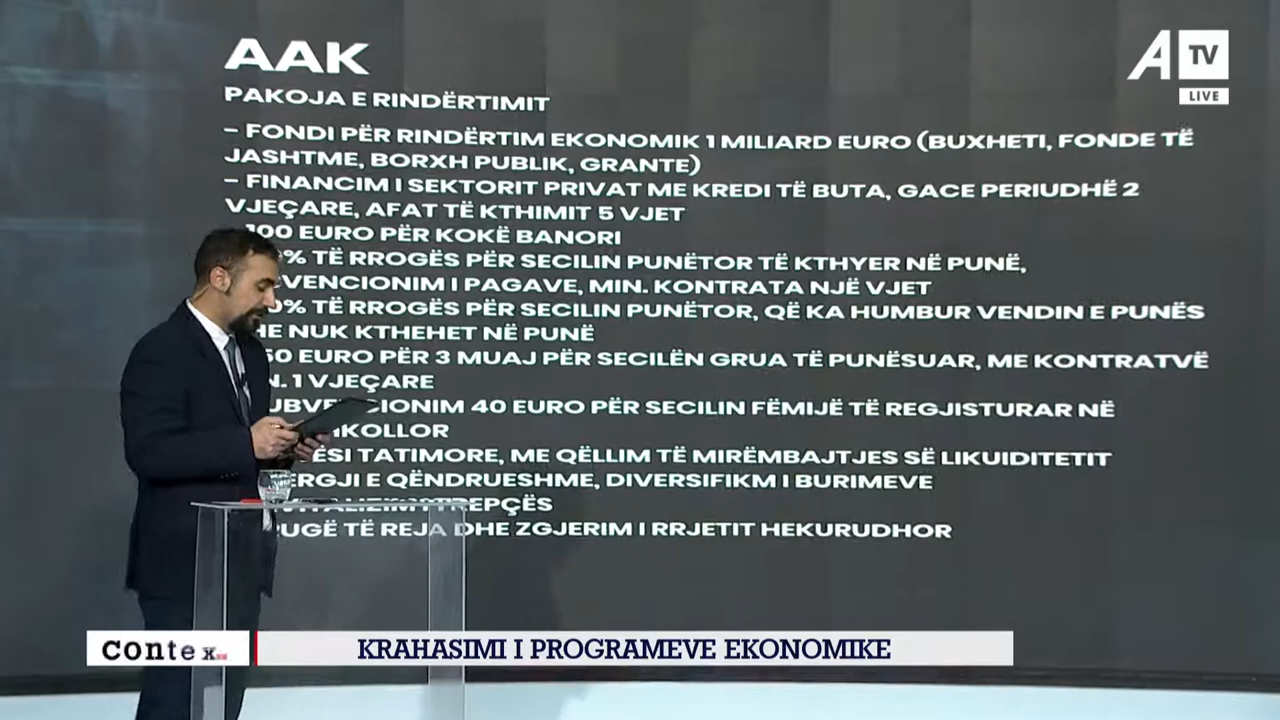 AAK
PAKOJA E RINDËRTIMIT
– FONDI PËR RINDËRTIM EKONOMIK 1 MILIARD EURO (BUXHETI, FONDE TË
JASHTME, BORXH PUBLIK, GRANTE)
– FINANCIM I SEKTORIT PRIVAT ME KREDI TË BUTA, GACE PERIUDHË 2
VJEÇARE, AFAT TË KTHIMIT 5 VJET
100 EURO PËR KOKË BANORI
% TË RROGËS PËR SECILIN PUNËTOR TË KTHYER NË PUNË,
I PAGAVE, MIN. KONTRATA NJË VJET
0% TË RROGËS PËR SECILIN PUNËTOR, QË KA HUMBUR VENDIN E PUNËS
NUK KTHEHET NË PUNË
50 EURO PËR 3 MUAJ PËR SECILËN GRUA TË PUNËSUAR, ME KONTRATVË
1 VJEÇARE
40 EURO PËR SECILIN FËMIJË TË REGJISTURAR NË
TATIMORE, ME QËLLIM TË MIRËMBAJTJES SË LIKUIDITETIT
E QËNDRUESHME, DIVERSIFIKM I BURIMEVE
TË REJA DHE ZGJERIM I RRJETIT HEKURUDHOR
A TV
LIVE
Contex
KRAHASIMI I PROGRAMEVE EKONOMIKE